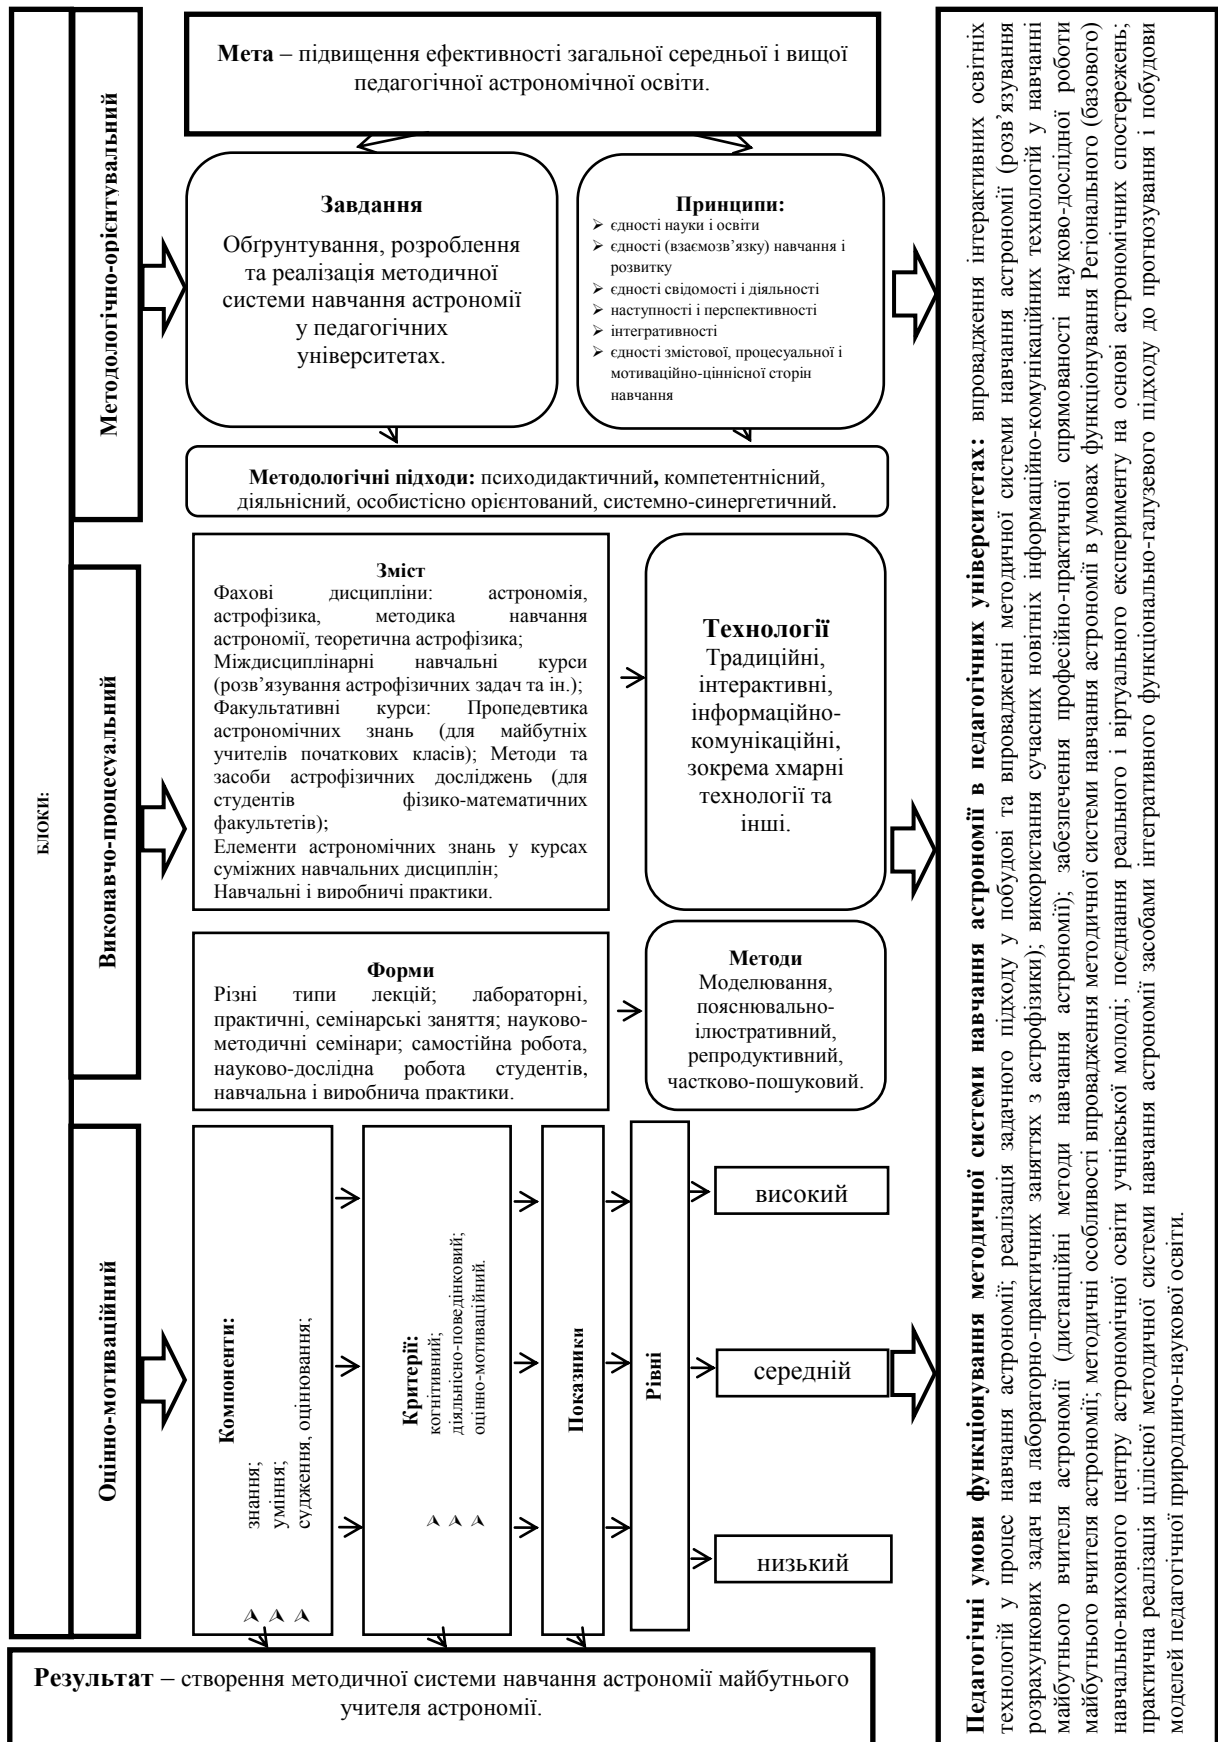 БЛОКИ:
Методологічно-орієнтувальний
Мета – підвищення ефективності загальної середньої і вищої
педагогічної астрономічної освіти.
Завдання
Обґрунтування, розроблення
та реалізація методичної
системи навчання астрономії
у педагогічних
університетах.
Принципи:
➢ єдності науки і освіти
➢ єдності (взаємозв’язку) навчання і
розвитку
➢ єдності свідомості і діяльності
➢ наступності і перспективності
➢ інтегративності
➢ єдності змістової, процесуальної і
мотиваційно-ціннісної сторін
навчання
Методологічні підходи: психодидактичний, компетентнісний,
діяльнісний, особистісно орієнтований, системно-синергетичний.
Виконавчо-процесуальний
Зміст
Фахові дисципліни: астрономія,
астрофізика, методика навчання
астрономії, теоретична астрофізика;
Міждисциплінарні навчальні курси
(розв’язування астрофізичних задач та ін.);
Факультативні курси: Пропедевтика
астрономічних знань (для майбутніх
учителів початкових класів); Методи та
засоби астрофізичних досліджень (для
студентів фізико-математичних
факультетів);
Елементи астрономічних знань у курсах
суміжних навчальних дисциплін;
Навчальні і виробничі практики.
Технології
Традиційні,
інтерактивні,
інформаційно-
комунікаційні,
зокрема хмарні
технології та
інші.
Форми
Різні типи лекцій; лабораторні,
практичні, семінарські заняття; науково-
методичні семінари; самостійна робота,
науково-дослідна робота студентів,
навчальна і виробнича практики.
Методи
Моделювання,
пояснювально-
ілюстративний,
репродуктивний,
частково-пошуковий.
Оцінно-мотиваційний
Компоненти:
➢ знання;
➢ уміння;
➢ судження, оцінювання;
Критерії:
➢ когнітивний;
➢ діяльнісно-поведінковий;
➢ оцінно-мотиваційний.
Показники
Рівні
високий
середній
низький
Результат – створення методичної системи навчання астрономії майбутнього
учителя астрономії.
Педагогічні умови функціонування методичної системи навчання астрономії в педагогічних університетах: впровадження інтерактивних освітніх
технологій у процес навчання астрономії; реалізація задачного підходу у побудові та впровадженні методичної системи навчання астрономії (розв’язування
розрахункових задач на лабораторно-практичних заняттях з астрофізики); використання сучасних новітніх інформаційно-комунікаційних технологій у навчанні
майбутнього вчителя астрономії (дистанційні методи навчання астрономії); забезпечення професійно-практичної спрямованості науково-дослідної роботи
майбутнього вчителя астрономії; методичні особливості впровадження методичної системи навчання астрономії в умовах функціонування Регіонального (базового)
навчально-виховного центру астрономічної освіти учнівської молоді; поєднання реального і віртуального експерименту на основі астрономічних спостережень;
практична реалізація цілісної методичної системи навчання астрономії засобами інтегративного функціонально-галузевого підходу до прогнозування і побудови
моделей педагогічної природничо-наукової освіти.